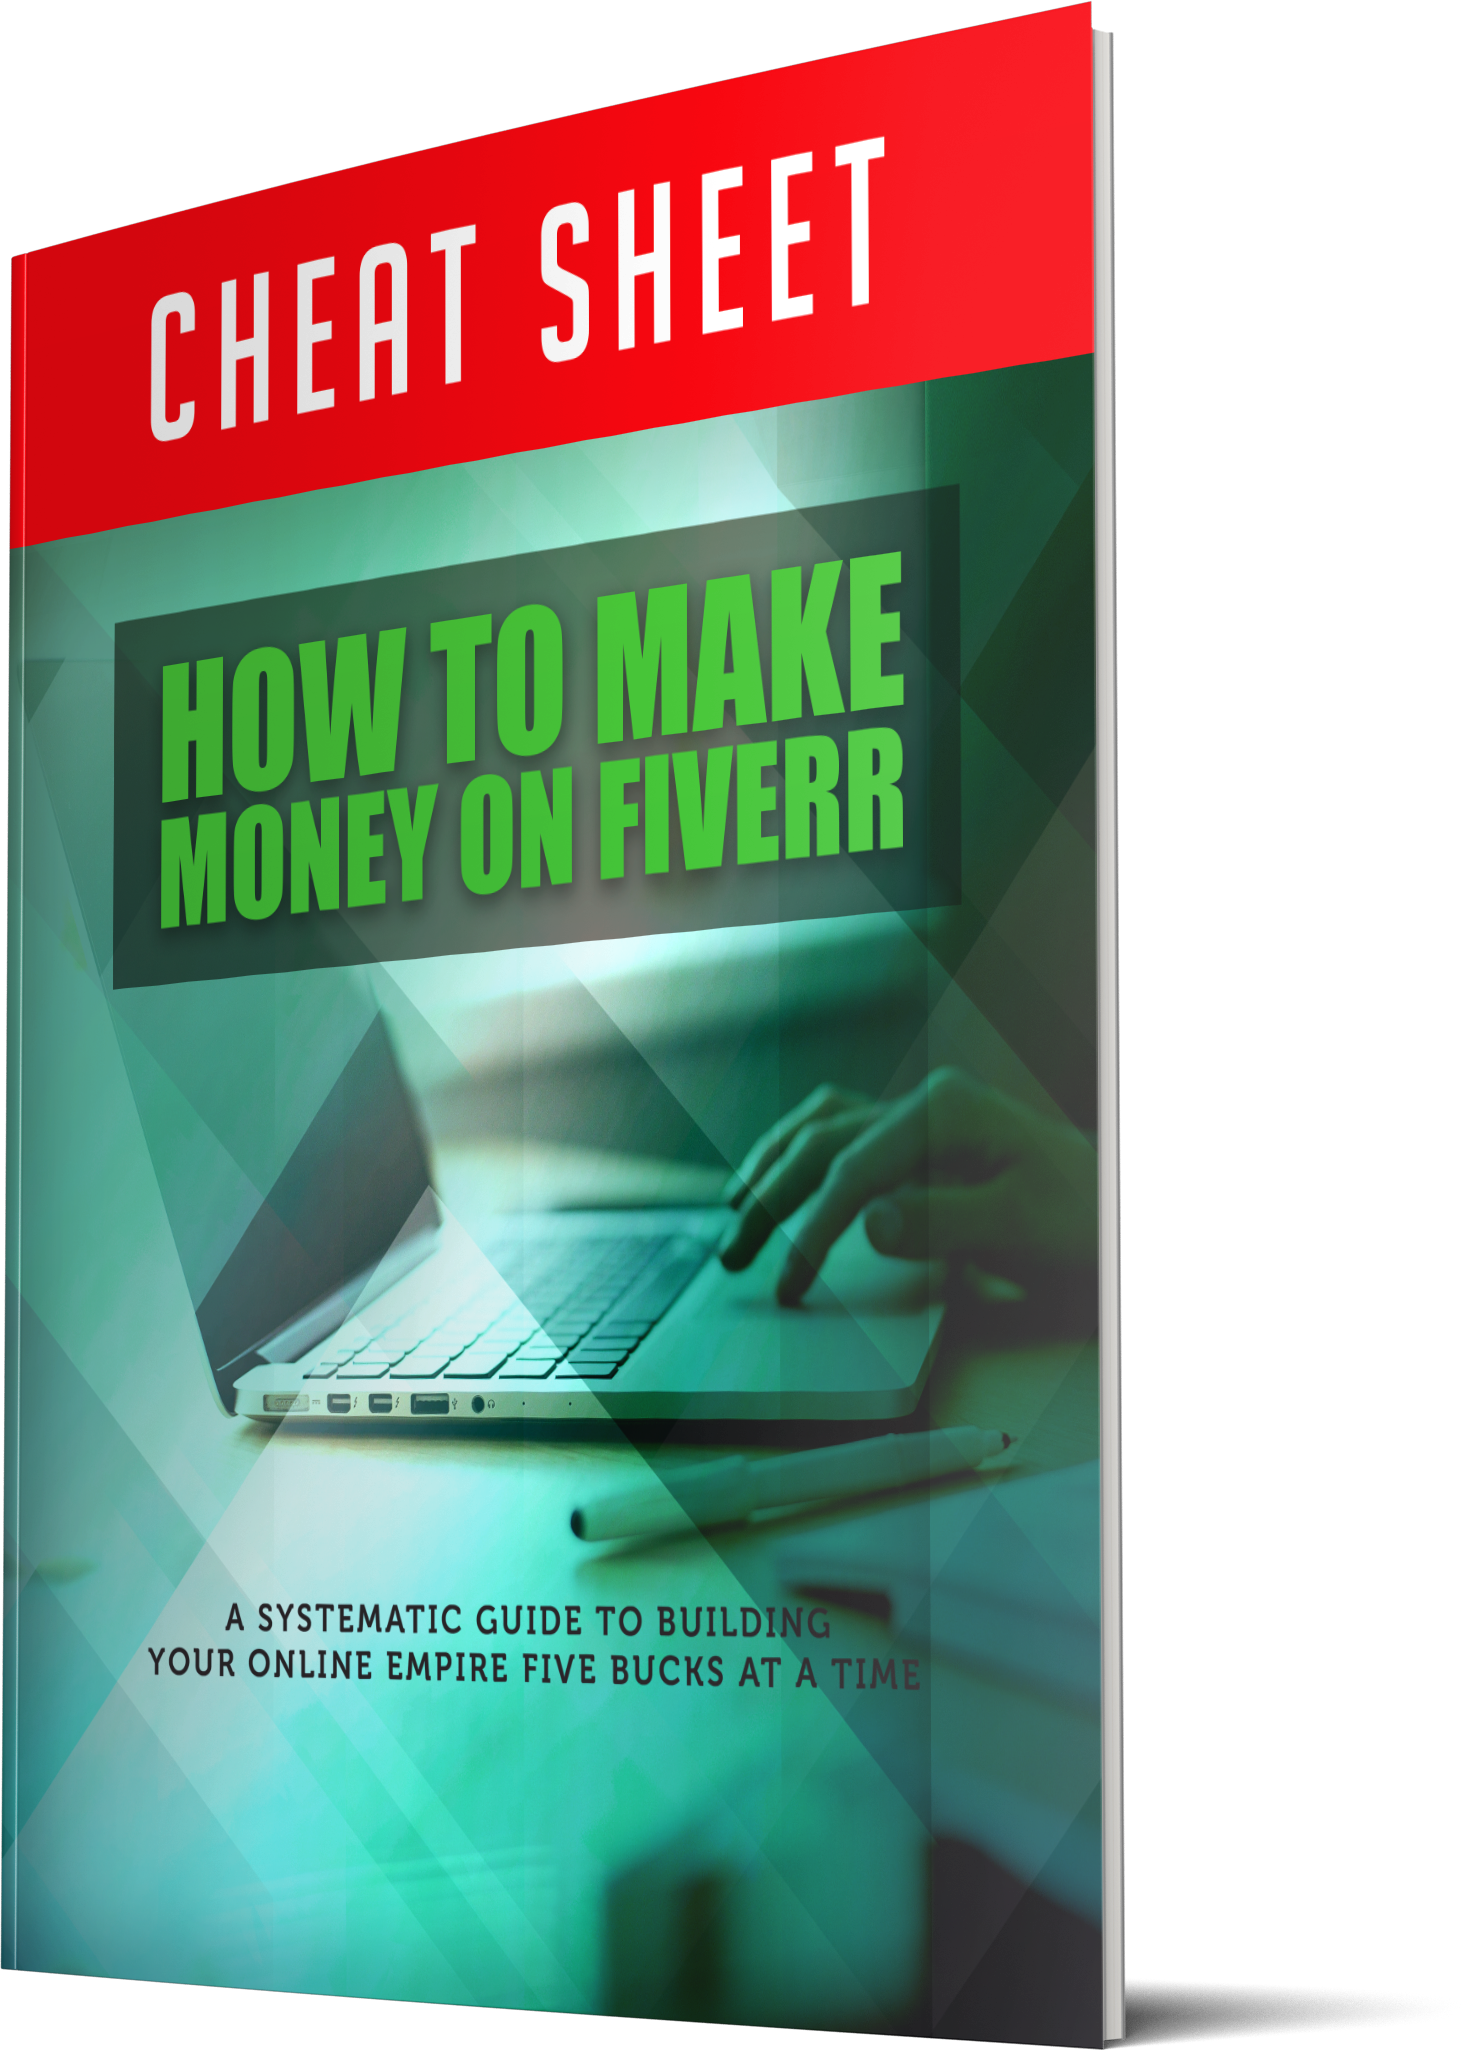 CHEAT SHEET
HOW TO MAKE
MONEY ON FIVERR
A SYSTEMATIC GUIDE TO BUILDING
YOUR ONLINE EMPIRE FIVE BUCKS AT A TIME